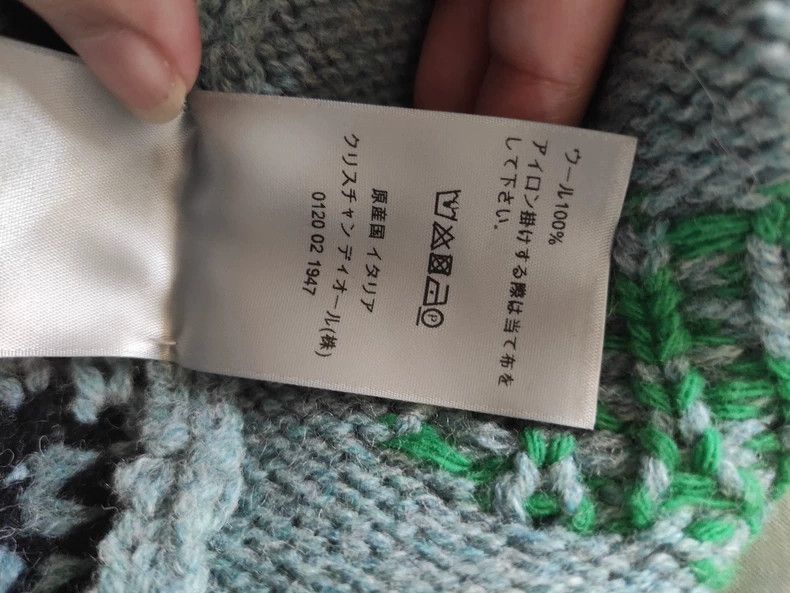 ウール100%
アイロン掛けする際は当て布を
して下さい。
P
原産国 イタリア
クリスチャン ディオール(株)
0120 02 1947